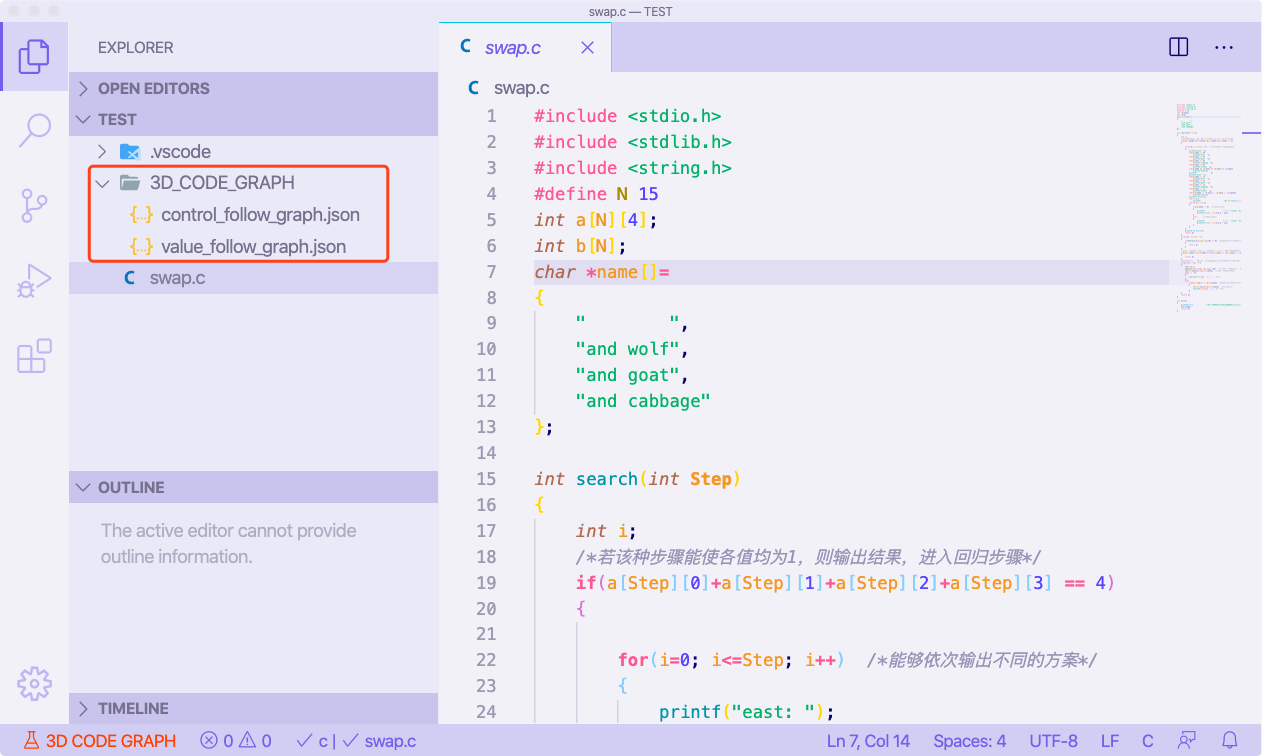 swap.c — TEST
EXPLORER
OPEN EDITORS
TEST
.vscode
3D_CODE_GRAPH
{..} control_follow_graph.json
{..} value_follow_graph.json
C swap.c
OUTLINE
The active editor cannot provide
outline information.
TIMELINE
C swap.c
C swap.c
1 #include <stdio.h>
2 #include <stdlib.h>
3 #include <string.h>
4 #define N 15
5 int a[N][4];
6 int b[N];
7 char *name[]=
8 {
9 "        ",
10 "and wolf",
11 "and goat",
12 "and cabbage"
13 };
14
15 int search(int Step)
16 {
17 int i;
18 /*若该种步骤能使各值均为1, 则输出结果, 进入回归步骤*/
19 if(a[Step][0]+a[Step][1]+a[Step][2]+a[Step][3] == 4)
20 {
21
22 for(i=0; i<=Step; i++)  /*能够依次输出不同的方案*/
23 {
24 printf("east: ");
3D CODE GRAPH 0 0 c | swap.c Ln 7, Col 14 Spaces: 4 UTF-8 LF C